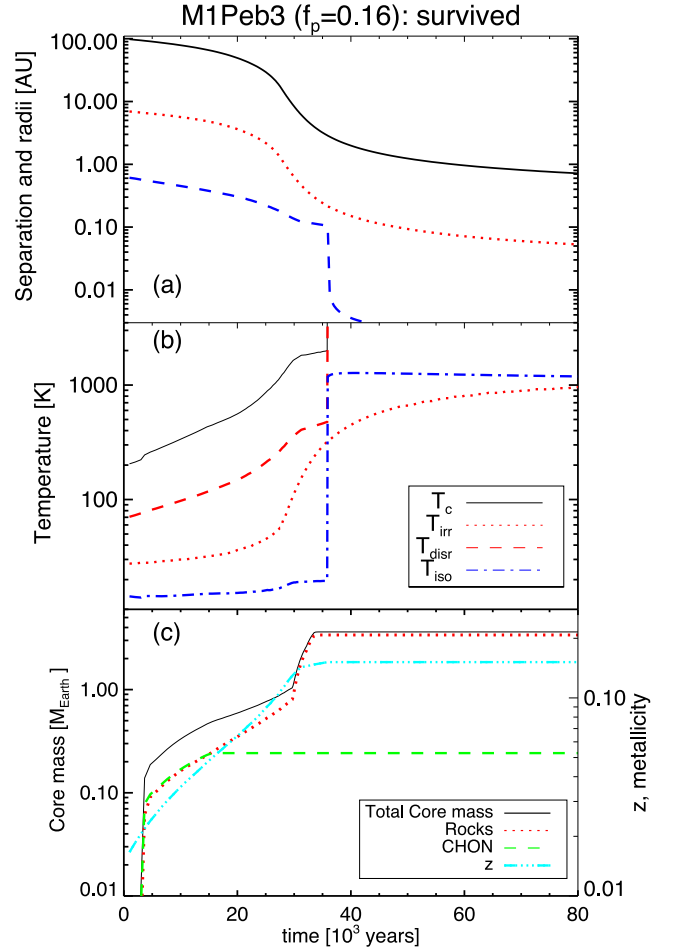 M1Peb3 (f_p=0.16): survived
100.00
10.00
1.00
0.10
0.01
Separation and radii [AU]
(a)
(b)
1000
100
Temperature [K]
T_c
T_irr
T_disr
T_iso
(c)
1.00
0.10
0.01
Core mass [M_Earth]
0.10
0.01
z, metallicity
Total Core mass
Rocks
CHON
z
0
20
40
60
80
time [10^3 years]